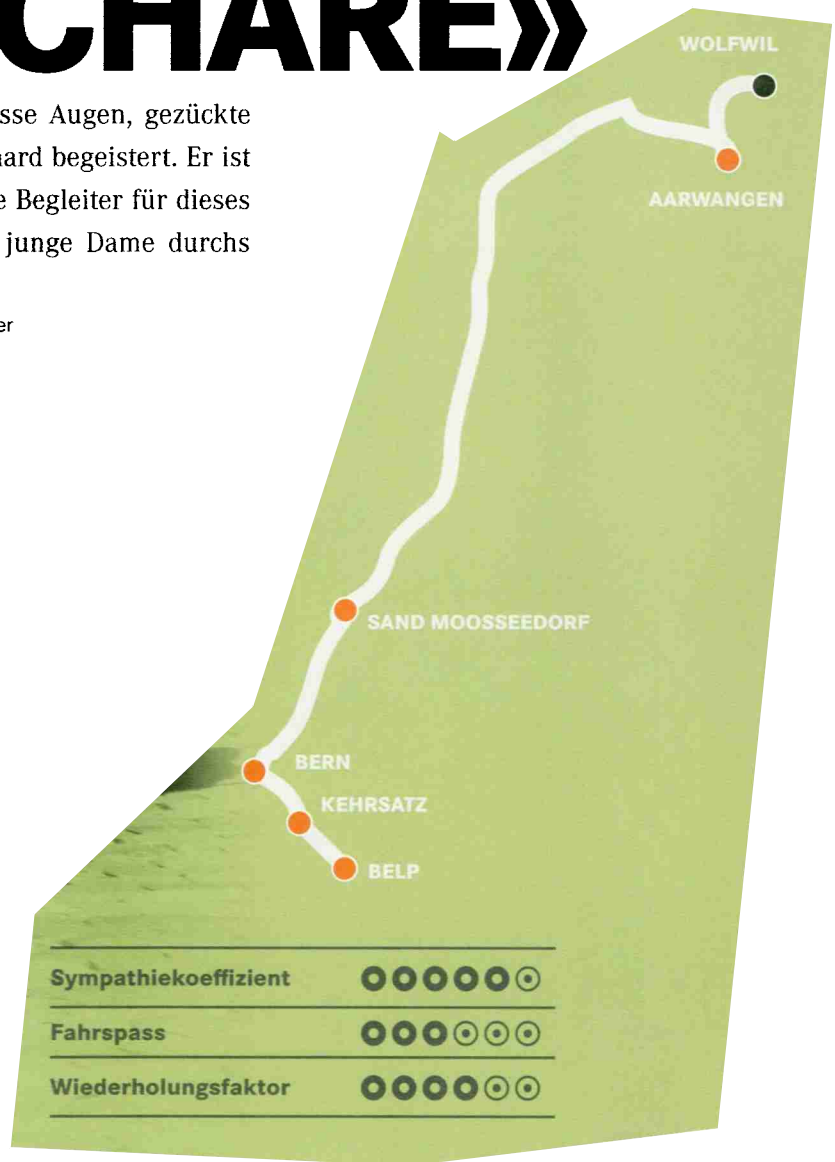 CHARE»
sse Augen, gezückte
ard begeistert. Er ist
e Begleiter für dieses
junge Dame durchs
er
WOLFWIL
AARWANGEN
SAND MOOSSEEDORF
BERN
KEHRSATZ
BELP
Sympathiekoeffizient
Fahrspass
Wiederholungsfaktor